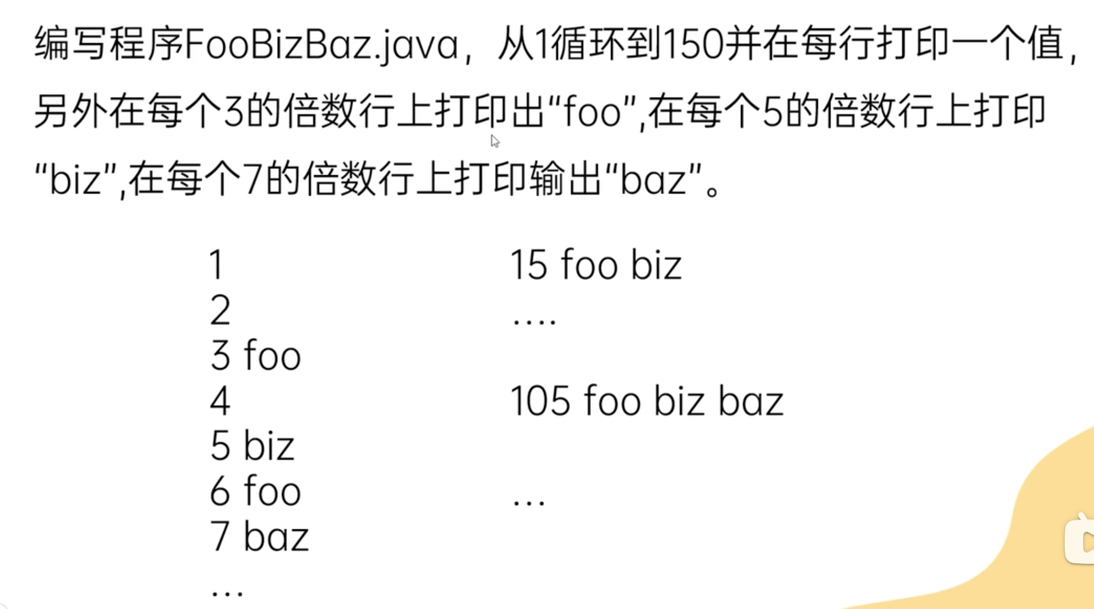 编写程序FooBizBaz.java，从1循环到150并在每行打印一个值，
另外在每个3的倍数行上打印出“foo”,在每个5的倍数行上打印
“biz”,在每个7的倍数行上打印输出“baz”。
1
2
3 foo
4
5 biz
6 foo
7 baz
...
15 foo biz
....
105 foo biz baz
...